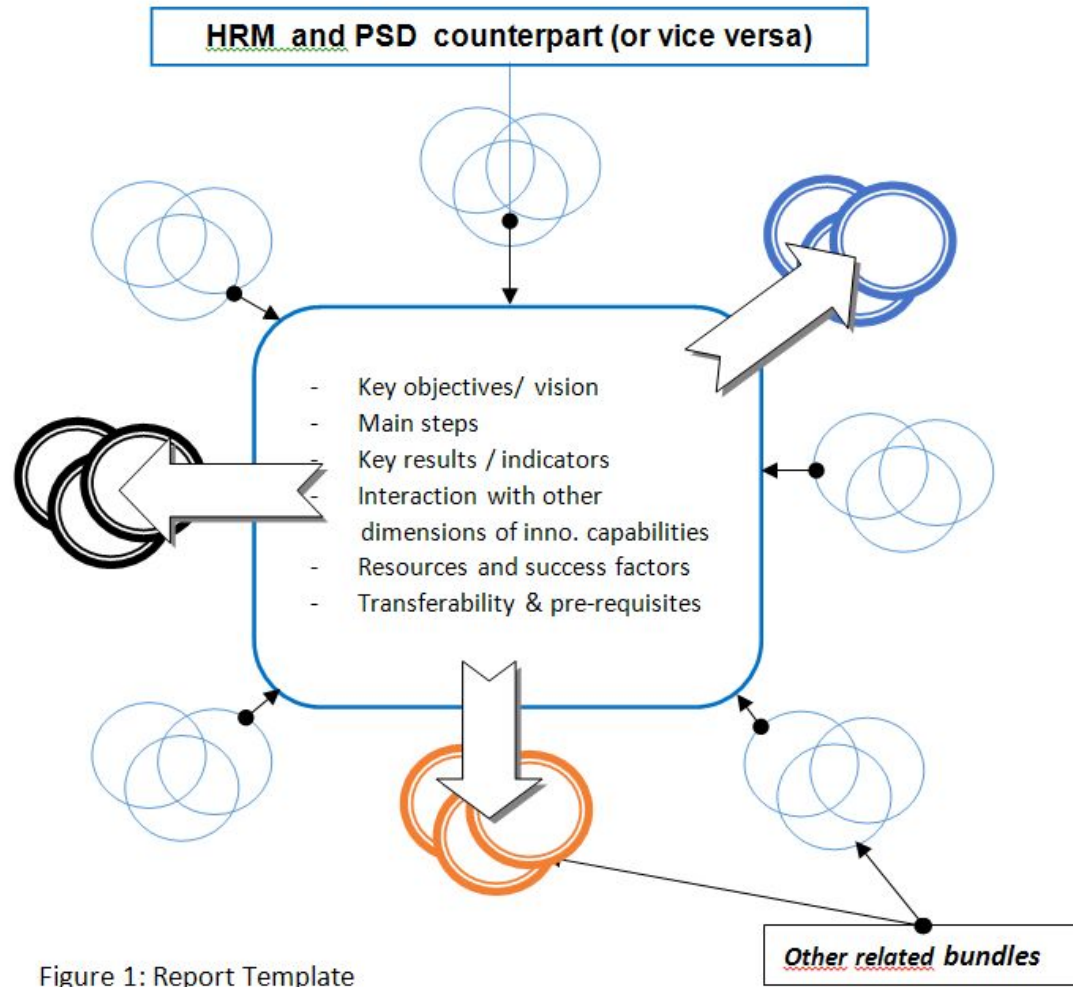 HRM and PSD counterpart (or vice versa)
- Key objectives/ vision
- Main steps
- Key results / indicators
- Interaction with other
dimensions of inno. capabilities
- Resources and success factors
- Transferability & pre-requisites
Other related bundles
Figure 1: Report Template